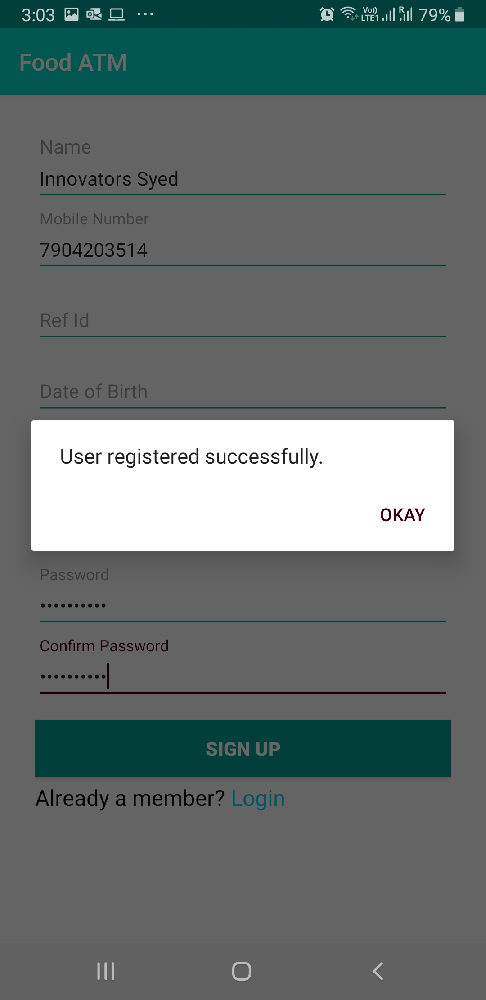 3:03 Vo)) LTE1 R 79%
Food ATM
Name
Innovators Syed
Mobile Number
7904203514
Ref Id
Date of Birth
User registered successfully.
OKAY
Password
••••••••••
Confirm Password
••••••••••
SIGN UP
Already a member? Login